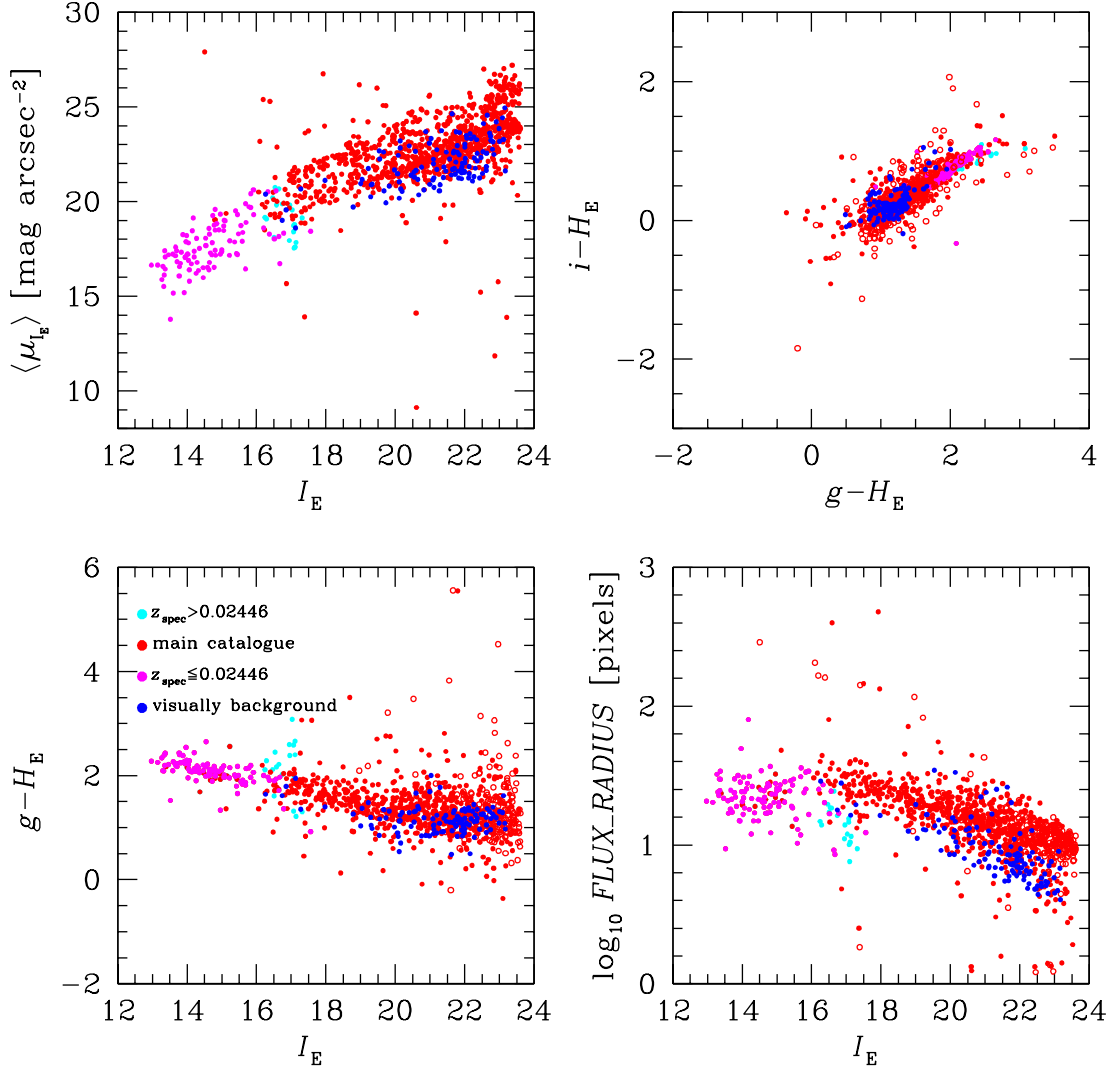 30
25
20
15
10
⟨μ_I_E⟩ [mag arcsec−2]
12 14 16 18 20 22 24
I_E
2
0
−2
i−H_E
−2 0 2 4
g−H_E
6
4
2
0
−2
g−H_E
z_spec>0.02446
main catalogue
z_spec≦0.02446
visually background
12 14 16 18 20 22 24
I_E
3
2
1
0
log10 FLUX_RADIUS [pixels]
12 14 16 18 20 22 24
I_E